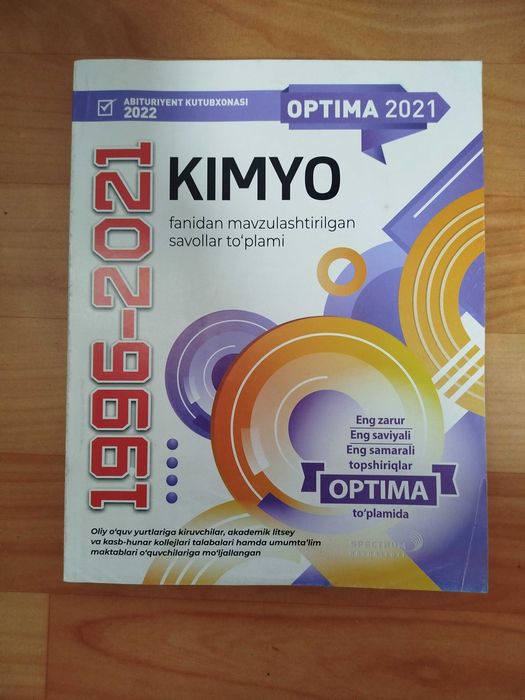 ABITURIYENT KUTUBXONASI
2022
OPTIMA 2021
1996-2021
KIMYO
fanidan mavzulashtirilgan
savollar to'plami
Eng zarur
Eng saviyali
Eng samarali
topshiriqlar
OPTIMA
to'plamida
Oliy o'quv yurtlariga kiruvchilar, akademik litsey
va kasb-hunar kollejlari talabalari hamda umumta'lim
maktablari o'quvchilariga mo'ljallangan
SPECTRUM